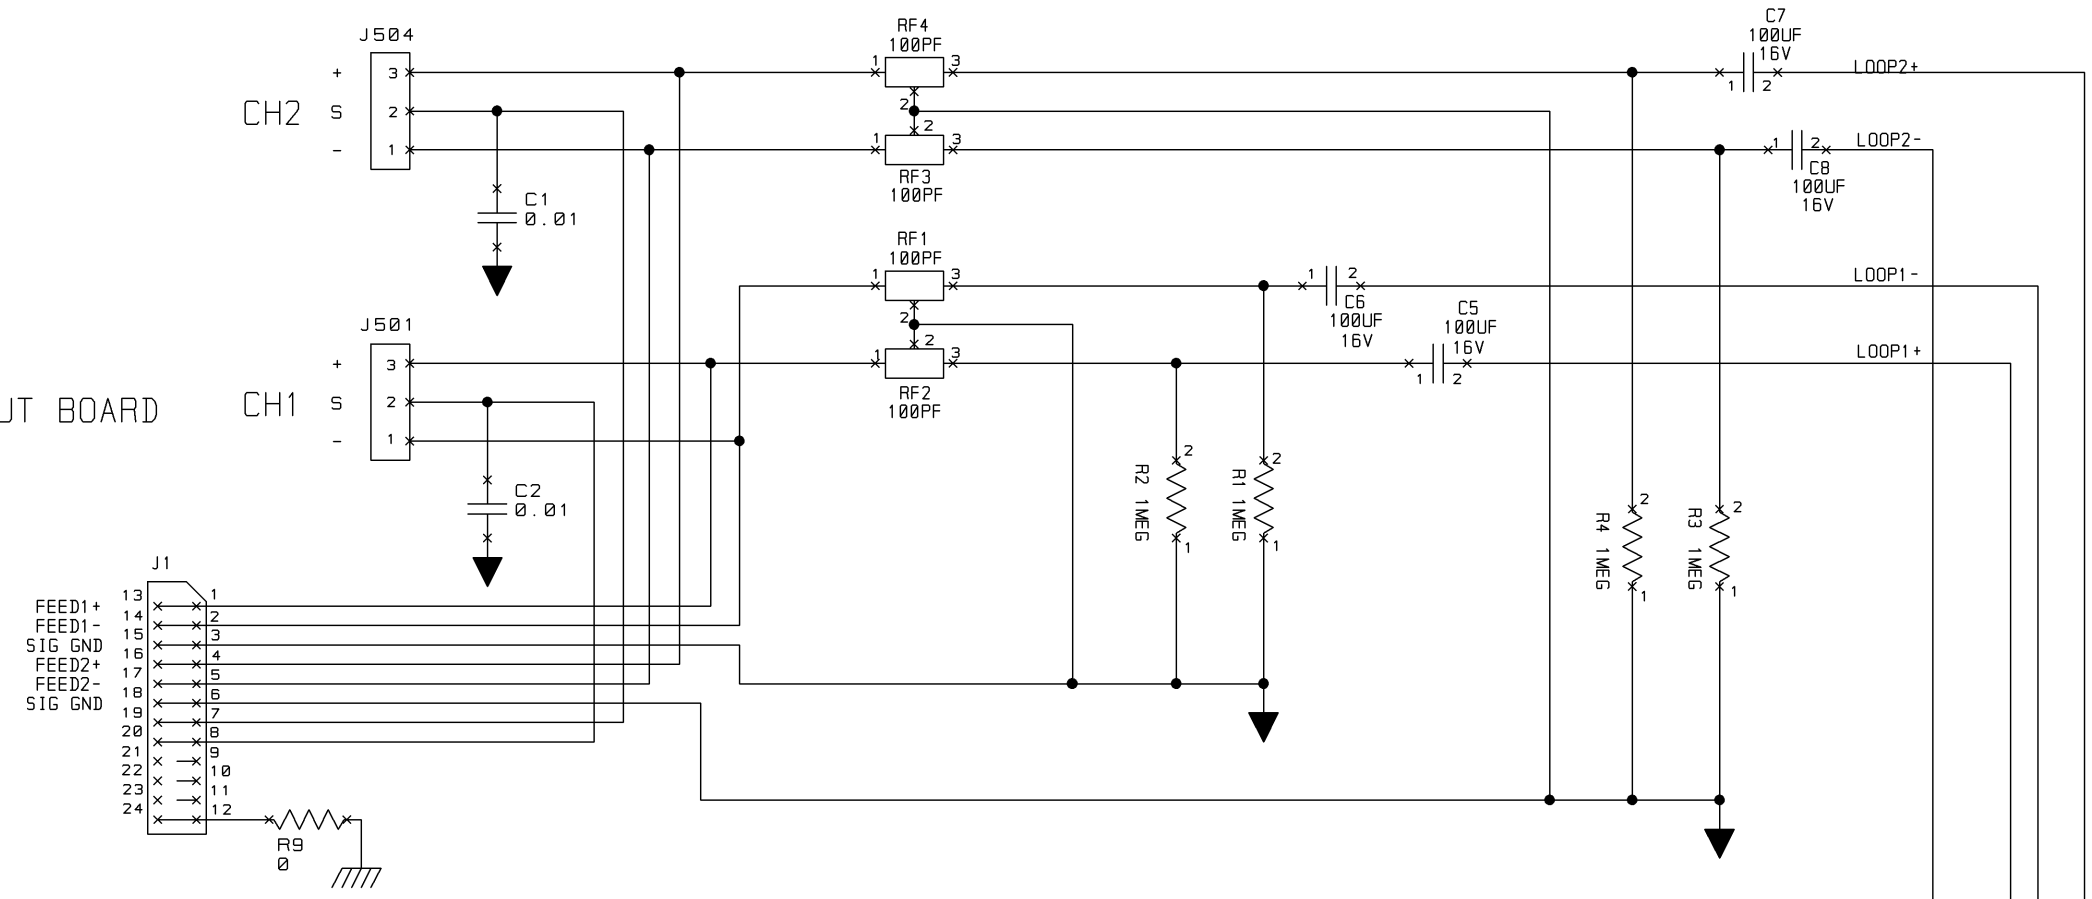 J504
CH2
+ 3
S 2
- 1
C1
0.01
RF4
100PF
1 3
2
2
1 3
RF3
100PF
C7
100UF
16V
1 2
LOOP2+
1 2
C8
100UF
16V
LOOP2-
RF1
100PF
1 3
2
2
1 3
RF2
100PF
1 2
C6
100UF
16V
LOOP1-
C5
100UF
16V
1 2
LOOP1+
J501
UT BOARD
CH1
+ 3
S 2
- 1
C2
0.01
R2 1MEG
2
1
R1 1MEG
2
1
R4 1MEG
2
1
R3 1MEG
2
1
J1
FEED1+ 13 1
FEED1- 14 2
SIG GND 15 3
FEED2+ 16 4
FEED2- 17 5
SIG GND 18 6
19 7
20 8
21 9
22 10
23 11
24 12
R9
0